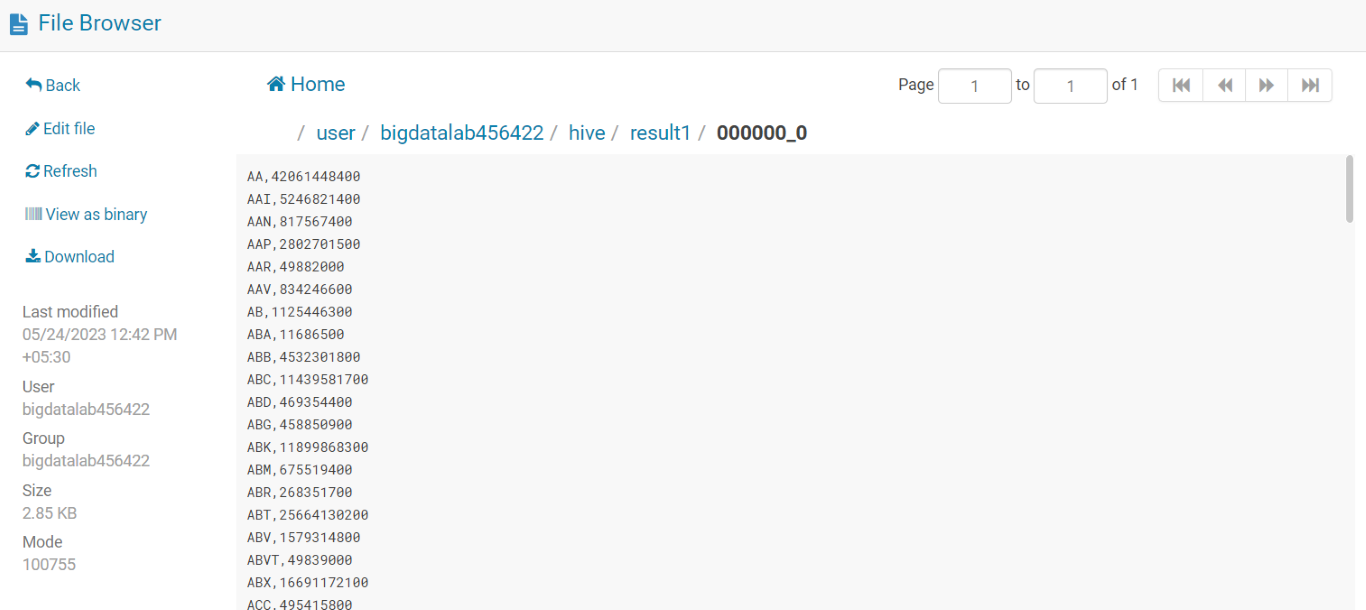 File Browser
Back
Edit file
Refresh
View as binary
Download
Last modified
05/24/2023 12:42 PM
+05:30
User
bigdatalab456422
Group
bigdatalab456422
Size
2.85 KB
Mode
100755
Home
Page 1 to 1 of 1
/ user / bigdatalab456422 / hive / result1 / 000000_0
AA,42061448400
AAI,5246821400
AAN,817567400
AAP,2802701500
AAR,49882000
AAV,834246600
AB,1125446300
ABA,11686500
ABB,4532301800
ABC,11439581700
ABD,469354400
ABG,458850900
ABK,11899868300
ABM,675519400
ABR,268351700
ABT,25664130200
ABV,1579314800
ABVT,49839000
ABX,16691172100
ACC,495415800